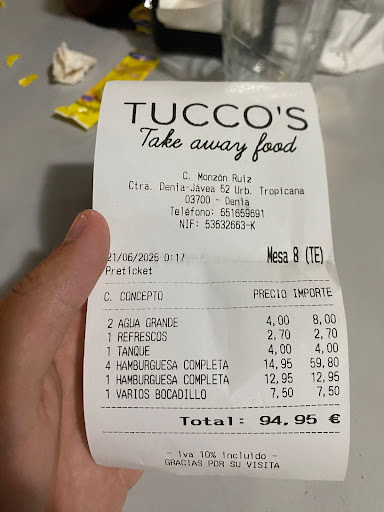 TUCCO'S
Take away food
C. Monzón Ruiz
Ctra. Denia-Jávea 52 Urb. Tropicana
03700 - Denia
Teléfono: 651659691
NIF: 53632663-K
21/06/2025 0:17 Mesa 8 (TE)
Preticket
C. CONCEPTO PRECIO IMPORTE
2 AGUA GRANDE 4,00 8,00
1 REFRESCOS 2,70 2,70
1 TANQUE 4,00 4,00
4 HAMBURGUESA COMPLETA 14,95 59,80
1 HAMBURGUESA COMPLETA 12,95 12,95
1 VARIOS BOCADILLO 7,50 7,50
Total: 94,95 €
- iva 10% incluido -
GRACIAS POR SU VISITA